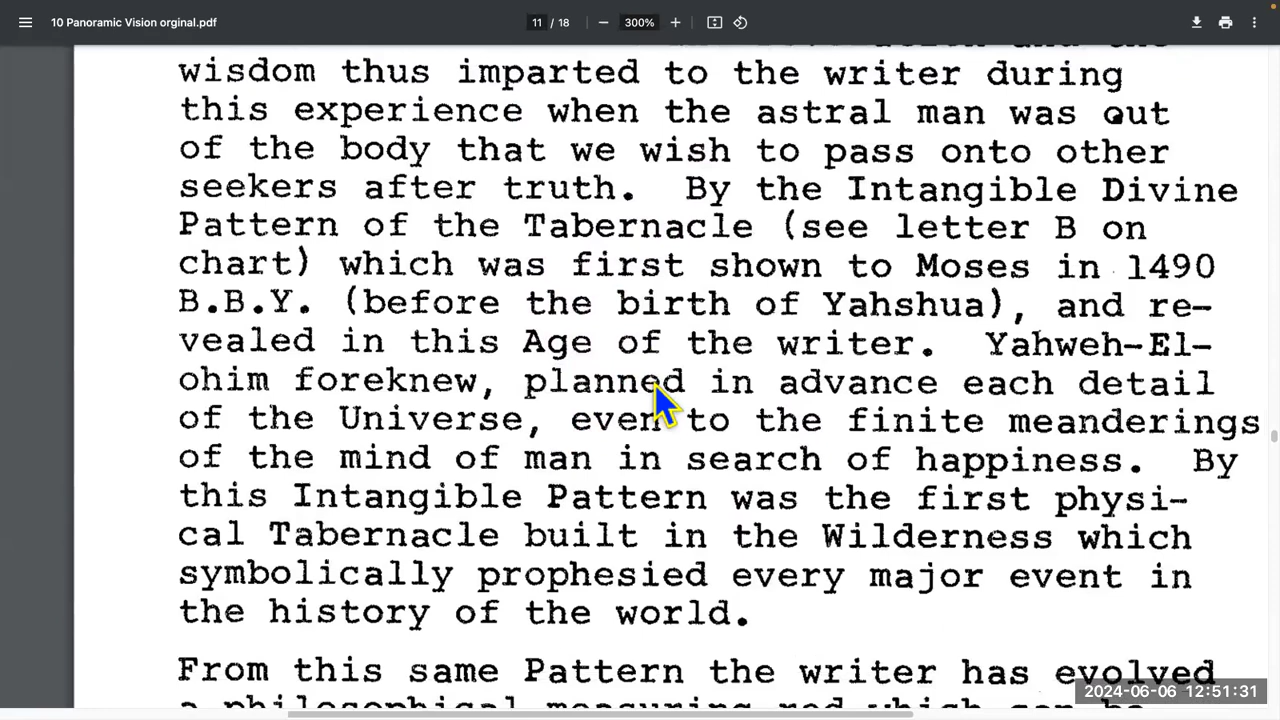 10 Panoramic Vision orginal.pdf
11 / 18
300%
wisdom thus imparted to the writer during
this experience when the astral man was out
of the body that we wish to pass onto other
seekers after truth. By the Intangible Divine
Pattern of the Tabernacle (see letter B on
chart) which was first shown to Moses in 1490
B.B.Y. (before the birth of Yahshua), and re-
vealed in this Age of the writer. Yahweh-El-
ohim foreknew, planned in advance each detail
of the Universe, even to the finite meanderings
of the mind of man in search of happiness. By
this Intangible Pattern was the first physi-
cal Tabernacle built in the Wilderness which
symbolically prophesied every major event in
the history of the world.
From this same Pattern the writer has evolved
a philosophical measuring rod which can be
2024-06-06 12:51:31